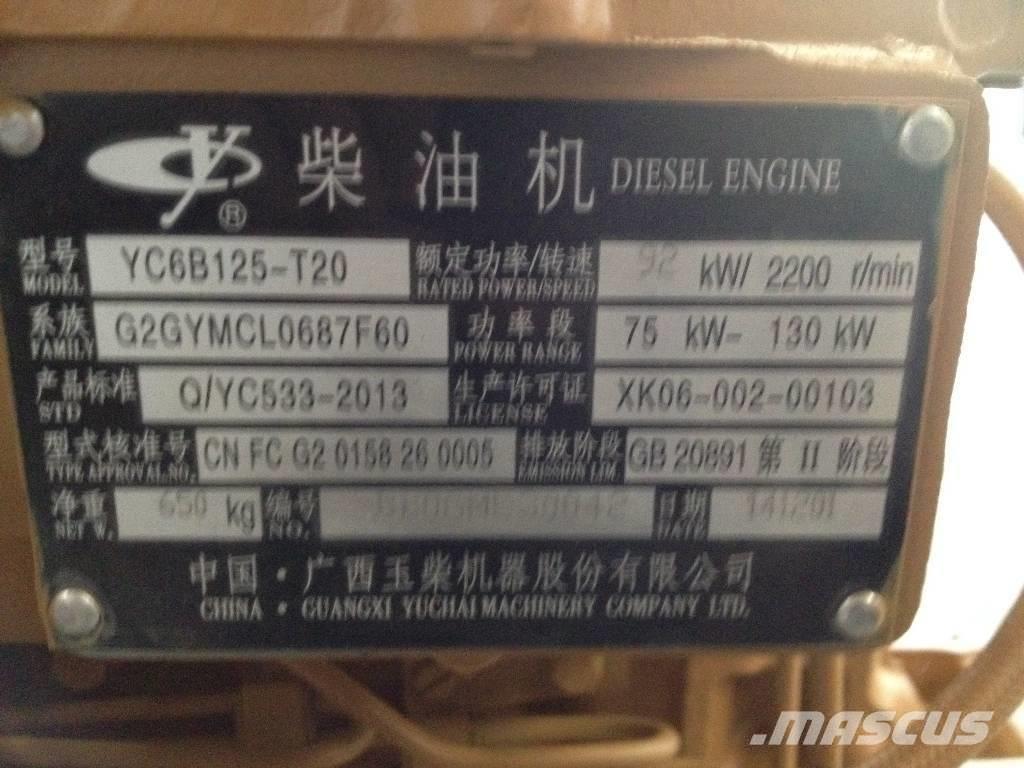 柴油机 DIESEL ENGINE
®
型号 YC6B125-T20 额定功率/转速 92 kW/ 2200 r/min
MODEL RATED POWER/SPEED
系族 G2GYMCL0687F60 功率段 75 kW- 130 kW
FAMILY POWER RANGE
产品标准 Q/YC533-2013 生产许可证 XK06-002-00103
STD LICENSE
型式核准号 CN FC G2 0158 26 0005 排放阶段 GB 20891 第 II 阶段
TYPE APPROVAL.NO. EMISSION LIM.
净重 650 kg 编号 日期 141201
NET W. NO. DATE
中国·广西玉柴机器股份有限公司
CHINA · GUANGXI YUCHAI MACHINERY COMPANY LTD.
.MASCUS